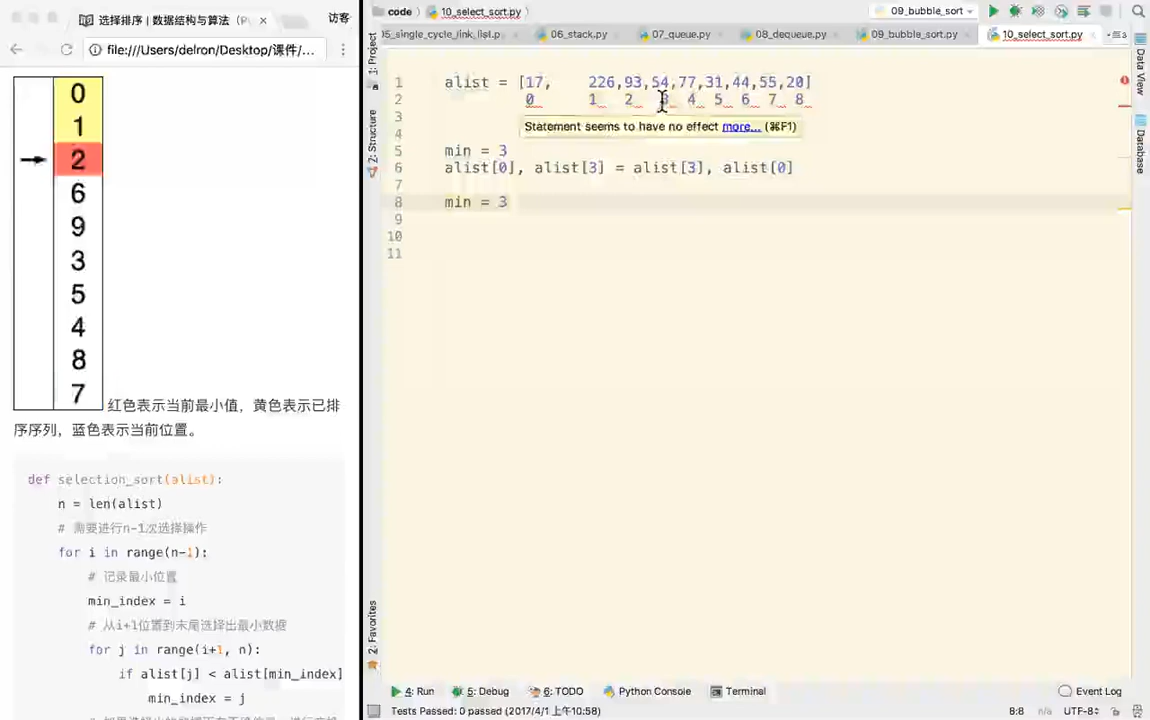 选择排序 | 数据结构与算法（P
访客
file:///Users/delron/Desktop/课件/...
0
1
2
6
9
3
5
4
8
7
红色表示当前最小值，黄色表示已排
序序列，蓝色表示当前位置。
def selection_sort(alist):
n = len(alist)
# 需要进行n-1次选择操作
for i in range(n-1):
# 记录最小位置
min_index = i
# 从i+1位置到末尾选择出最小数据
for j in range(i+1, n):
if alist[j] < alist[min_index]
min_index = j
code
10_select_sort.py
09_bubble_sort
05_single_cycle_link_list.p
06_stack.py
07_queue.py
08_dequeue.py
09_bubble_sort.py
10_select_sort.py
1: Project
Z: Structure
2: Favorites
1 alist = [17, 226,93,54,77,31,44,55,20]
2 0 1 2 3 4 5 6 7 8
3
Statement seems to have no effect more... (⌘F1)
4
5 min = 3
6 alist[0], alist[3] = alist[3], alist[0]
7
8 min = 3
9
10
11
Data View
Database
4: Run
5: Debug
6: TODO
Python Console
Terminal
Event Log
Tests Passed: 0 passed (2017/4/1 上午10:58)
8:8
n/a
UTF-8